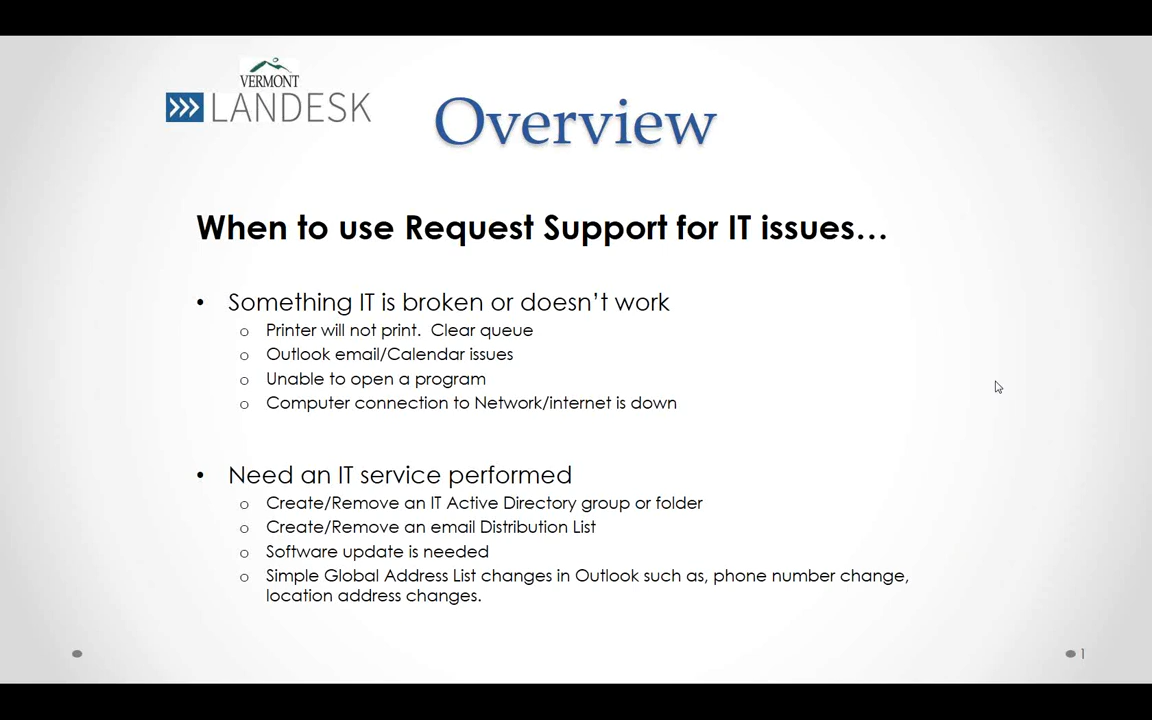 VERMONT
LANDESK
Overview
When to use Request Support for IT issues…
• Something IT is broken or doesn’t work
o Printer will not print.  Clear queue
o Outlook email/Calendar issues
o Unable to open a program
o Computer connection to Network/internet is down
• Need an IT service performed
o Create/Remove an IT Active Directory group or folder
o Create/Remove an email Distribution List
o Software update is needed
o Simple Global Address List changes in Outlook such as, phone number change,
location address changes.
1